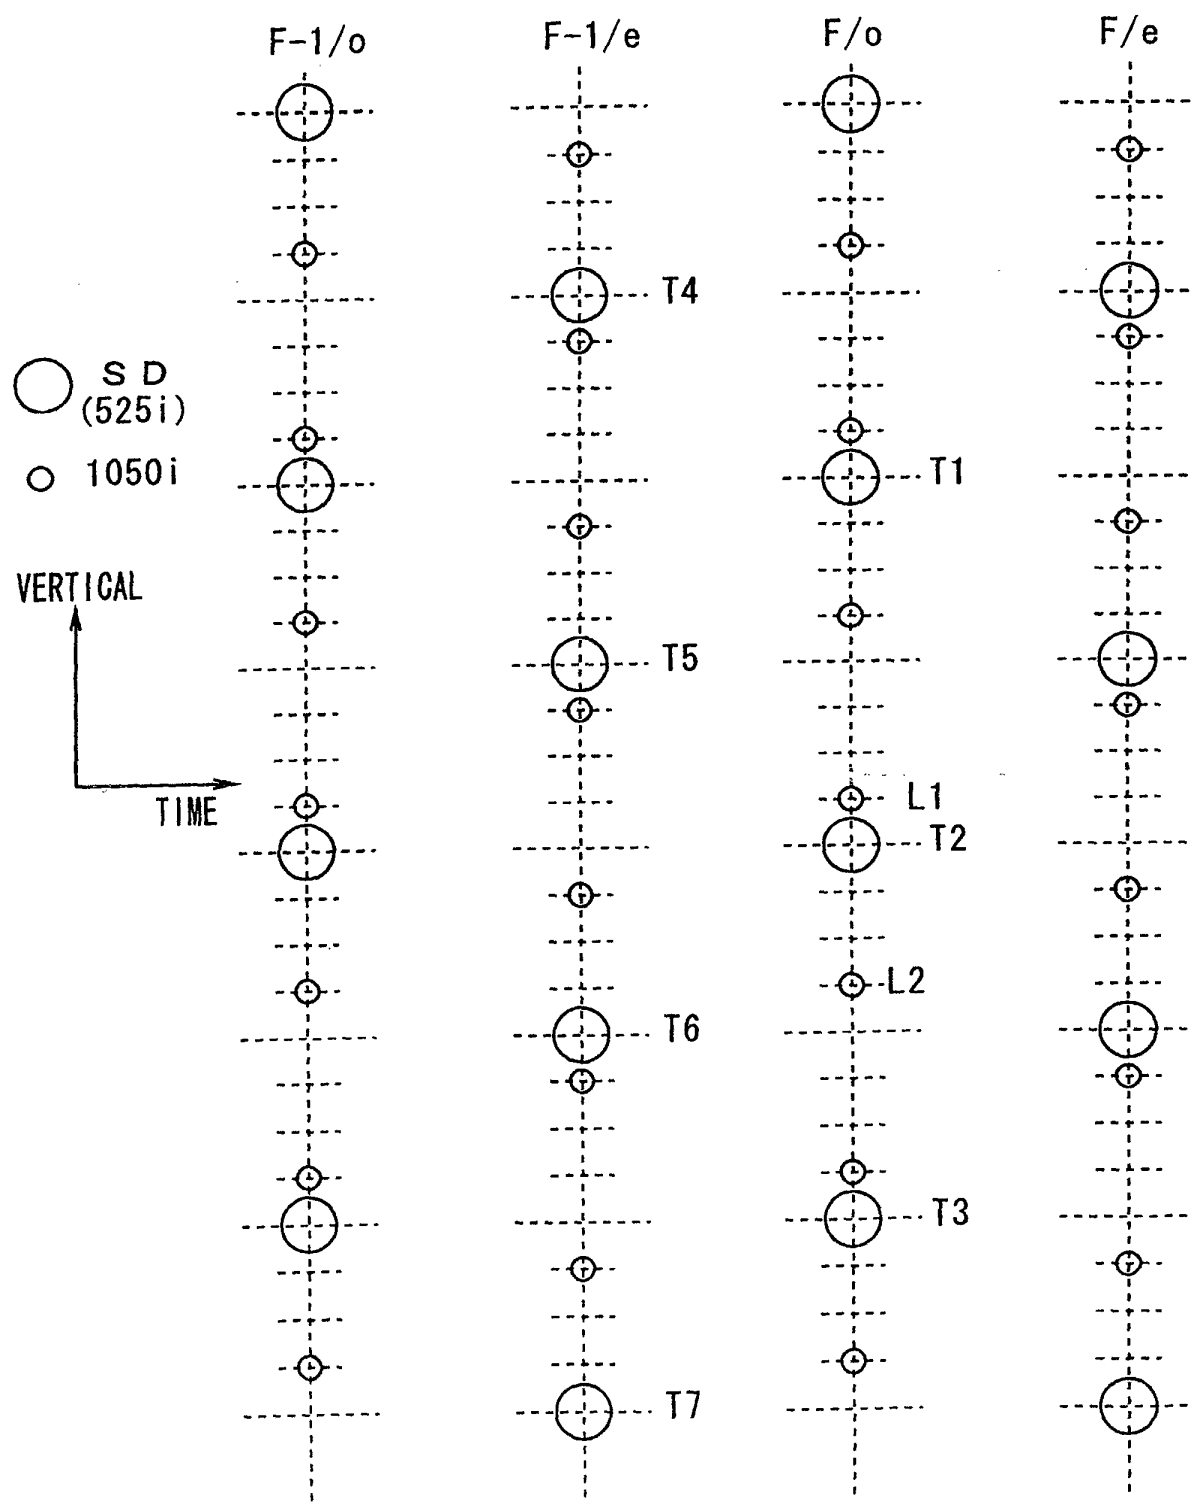 F-1/o F-1/e F/o F/e
T4
SD
(525i)
1050i
T1
VERTICAL
T5
TIME
L1
T2
L2
T6
T3
T7